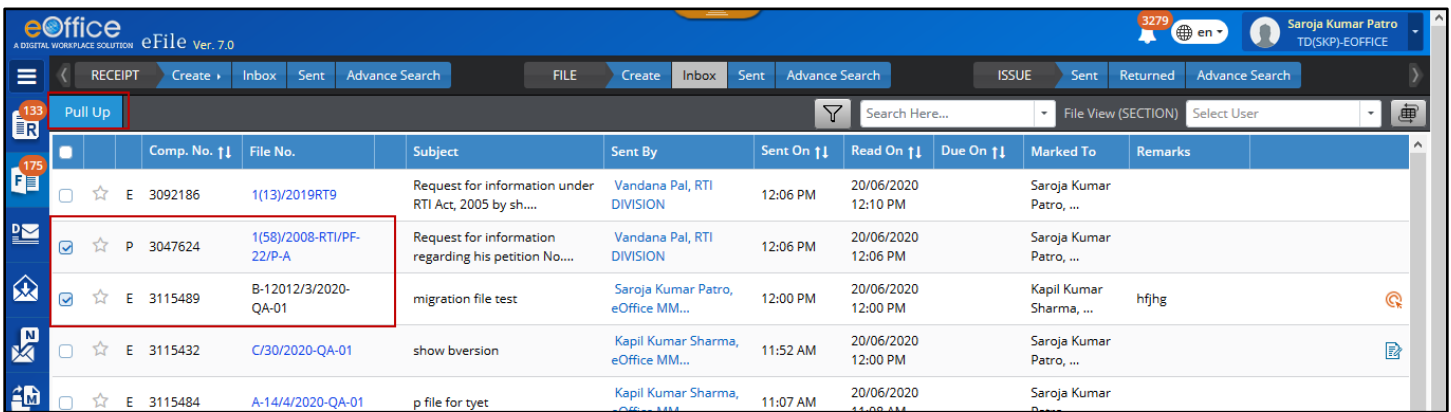 eOffice
A DIGITAL WORKPLACE SOLUTION eFile Ver. 7.0
3279
en
Saroja Kumar Patro
TD(SKP)-EOFFICE
RECEIPT Create Inbox Sent Advance Search FILE Create Inbox Sent Advance Search ISSUE Sent Returned Advance Search
133
R
Pull Up Search Here... File View (SECTION) Select User
175
F
Comp. No. File No. Subject Sent By Sent On Read On Due On Marked To Remarks
E 3092186 1(13)/2019RT9 Request for information under Vandana Pal, RTI 12:06 PM 20/06/2020 Saroja Kumar
RTI Act, 2005 by sh.... DIVISION 12:10 PM Patro, ...
D
P 3047624 1(58)/2008-RTI/PF- Request for information Vandana Pal, RTI 12:06 PM 20/06/2020 Saroja Kumar
22/P-A regarding his petition No.... DIVISION 12:06 PM Patro, ...
E 3115489 B-12012/3/2020- migration file test Saroja Kumar Patro, 12:00 PM 20/06/2020 Kapil Kumar hfjhg
QA-01 eOffice MM... 12:00 PM Sharma, ...
N
E 3115432 C/30/2020-QA-01 show bversion Kapil Kumar Sharma, 11:52 AM 20/06/2020 Saroja Kumar
eOffice MM... 12:00 PM Patro, ...
M
E 3115484 A-14/4/2020-QA-01 p file for tyet Kapil Kumar Sharma, 11:07 AM 20/06/2020 Saroja Kumar